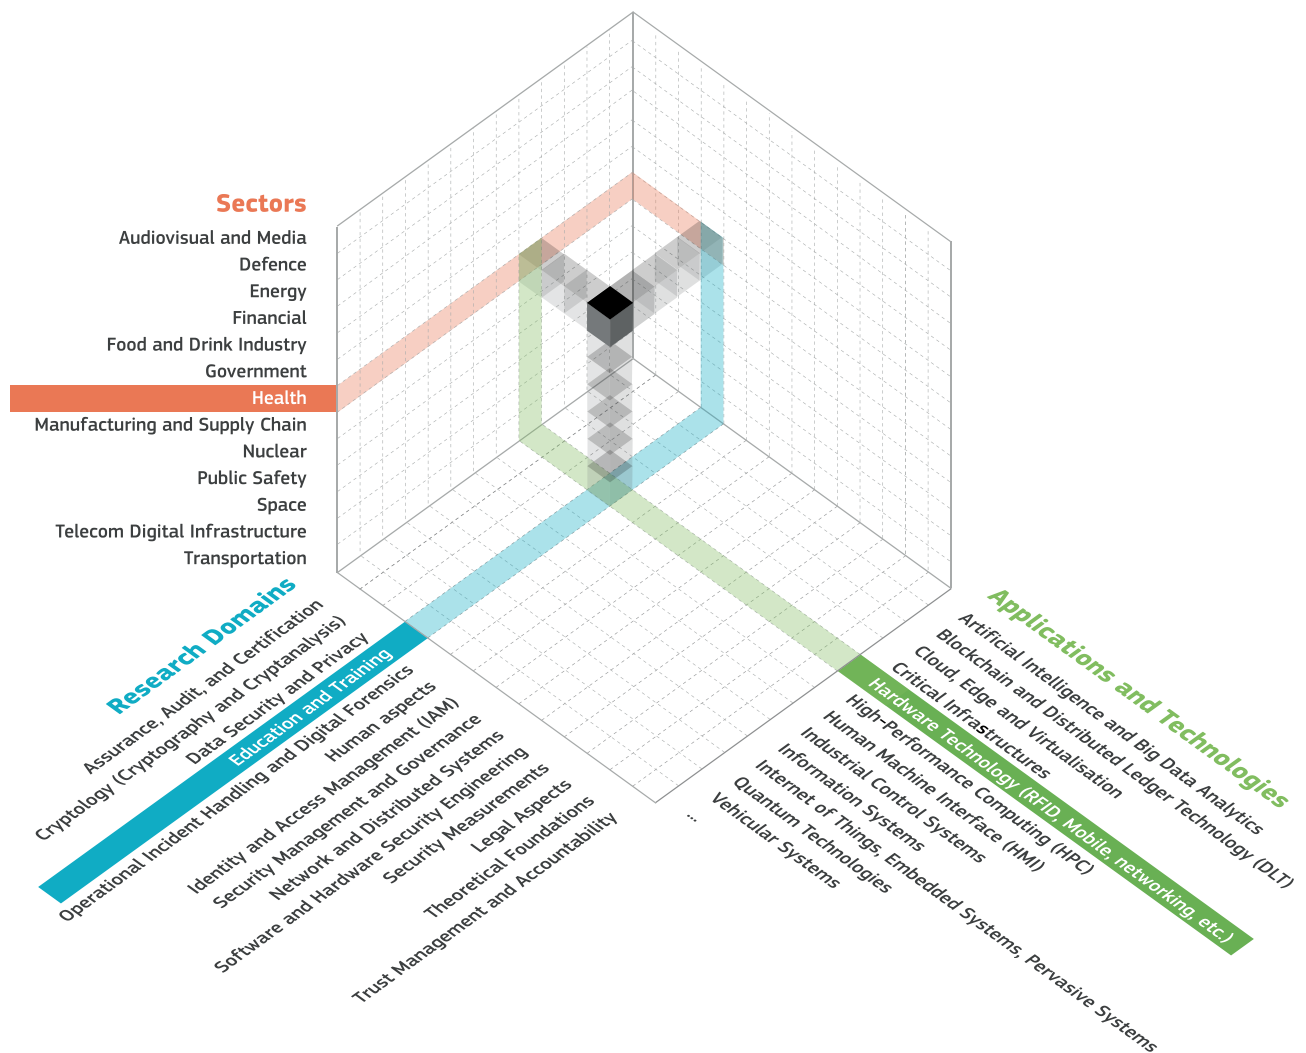 Sectors
Audiovisual and Media
Defence
Energy
Financial
Food and Drink Industry
Government
Health
Manufacturing and Supply Chain
Nuclear
Public Safety
Space
Telecom Digital Infrastructure
Transportation
Research Domains
Assurance, Audit, and Certification
Cryptology (Cryptography and Cryptanalysis)
Data Security and Privacy
Education and Training
Operational Incident Handling and Digital Forensics
Human aspects
Identity and Access Management (IAM)
Security Management and Governance
Network and Distributed Systems
Software and Hardware Security Engineering
Security Measurements
Legal Aspects
Theoretical Foundations
Trust Management and Accountability
Applications and Technologies
Artificial Intelligence and Big Data Analytics
Blockchain and Distributed Ledger Technology (DLT)
Cloud, Edge and Virtualisation
Critical Infrastructures
Hardware Technology (RFID, Mobile, networking, etc.)
High-Performance Computing (HPC)
Human Machine Interface (HMI)
Industrial Control Systems
Information Systems
Internet of Things, Embedded Systems, Pervasive Systems
Quantum Technologies
Vehicular Systems
...